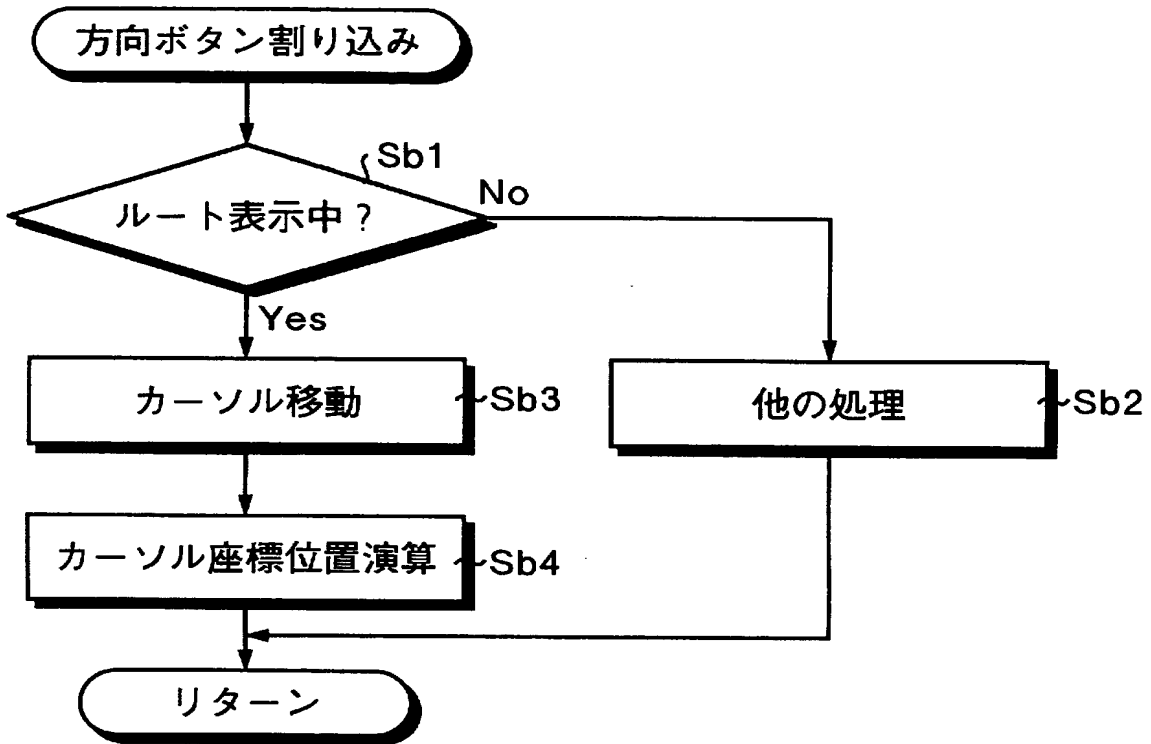 方向ボタン割り込み
Sb1
ルート表示中？
No
Yes
カーソル移動
Sb3
他の処理
Sb2
カーソル座標位置演算
Sb4
リターン